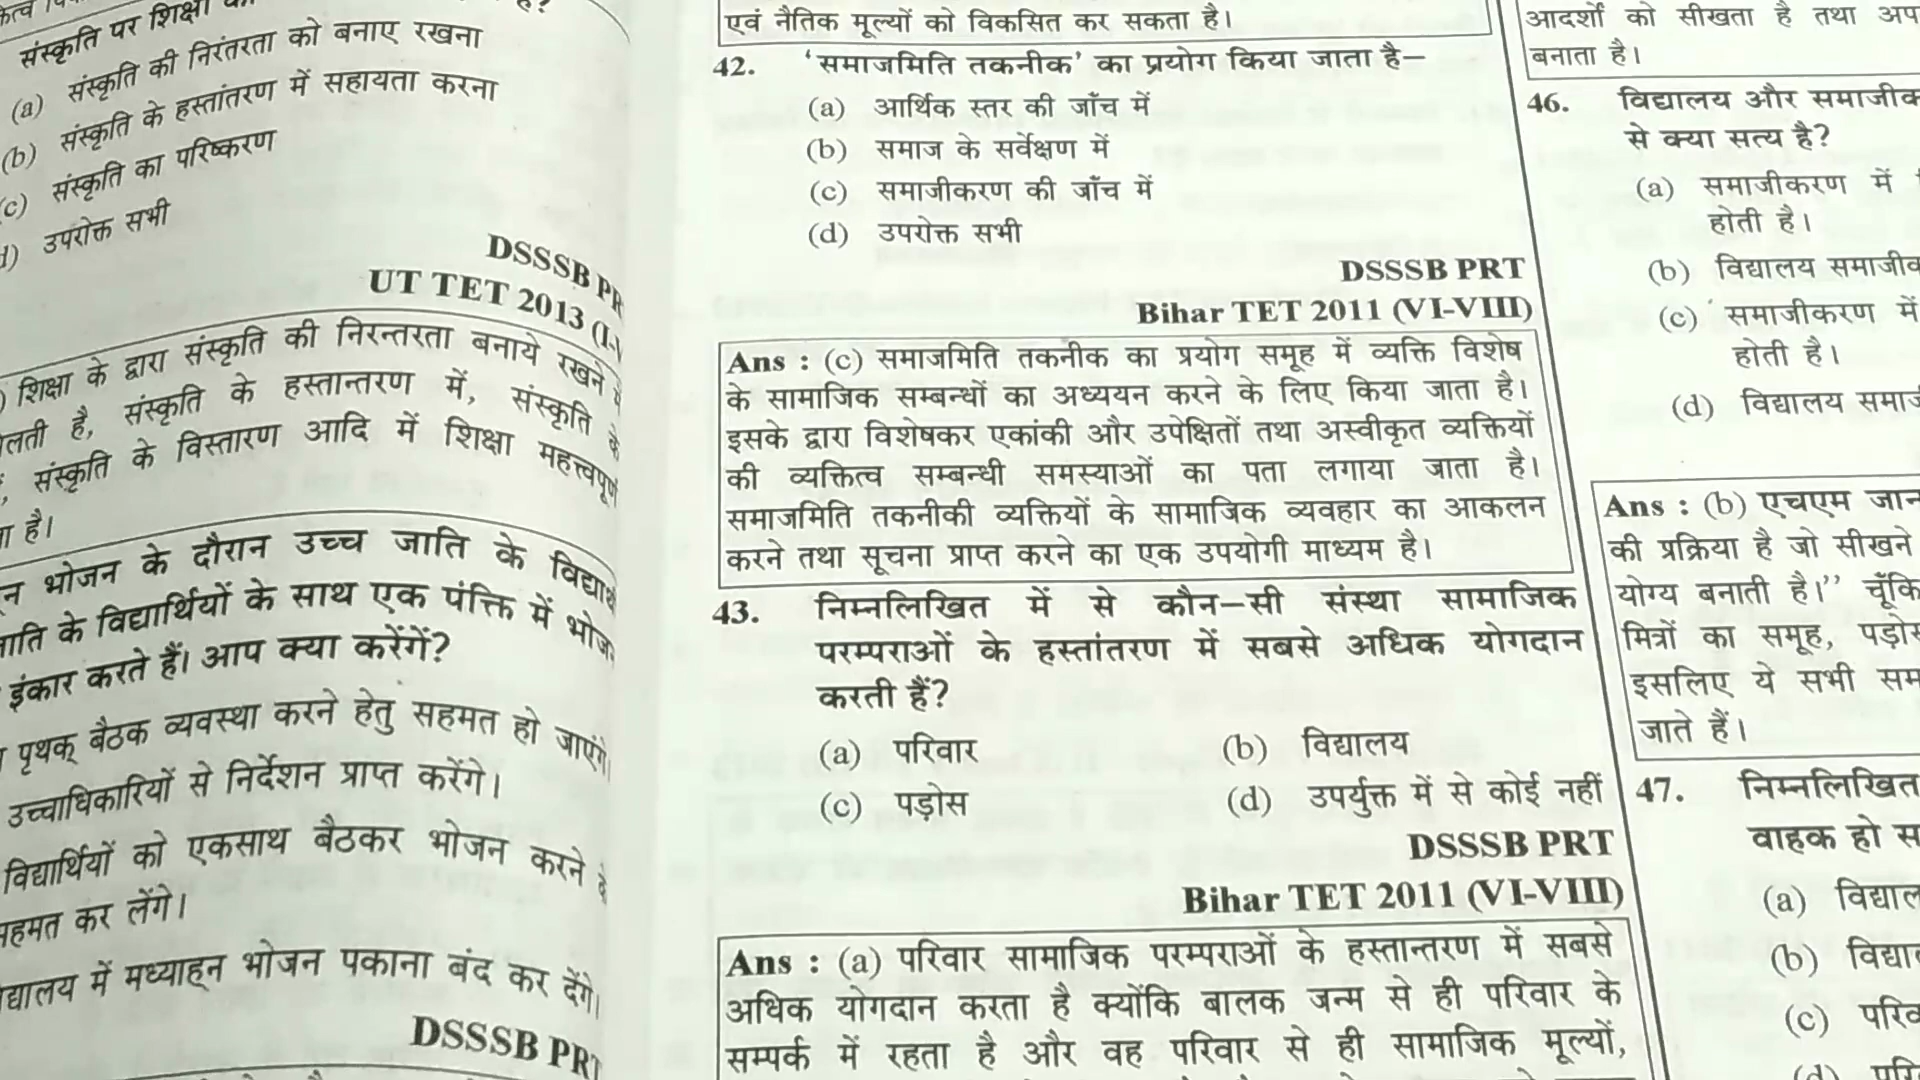 संस्कृति पर शिक्षा
(a) संस्कृति की निरंतरता को बनाए रखना
(b) संस्कृति के हस्तांतरण में सहायता करना
(c) संस्कृति का परिष्करण
उपरोक्त सभी
DSSSB PR
UT TET 2013 (I-V
शिक्षा के द्वारा संस्कृति की निरन्तरता बनाये रखने में
है, संस्कृति के हस्तान्तरण में, संस्कृति के
संस्कृति के विस्तारण आदि में शिक्षा महत्त्वपूर्ण
है।
भोजन के दौरान उच्च जाति के
के विद्यार्थियों के साथ एक पंक्ति में
इंकार करते हैं। आप क्या करेंगें?
पृथक् बैठक व्यवस्था करने हेतु सहमत हो जाएंगे।
उच्चाधिकारियों से निर्देशन प्राप्त करेंगे।
विद्यार्थियों को एकसाथ बैठकर भोजन करने के
कर लेंगे।
में मध्याह्न भोजन पकाना बंद कर देंगे।
DSSSB PRT
एवं नैतिक मूल्यों को विकसित कर सकता है।
42. ‘समाजमिति तकनीक’ का प्रयोग किया जाता है–
(a) आर्थिक स्तर की जाँच में
(b) समाज के सर्वेक्षण में
(c) समाजीकरण की जाँच में
(d) उपरोक्त सभी
DSSSB PRT
Bihar TET 2011 (VI-VIII)
Ans : (c) समाजमिति तकनीक का प्रयोग समूह में व्यक्ति विशेष
के सामाजिक सम्बन्धों का अध्ययन करने के लिए किया जाता है।
इसके द्वारा विशेषकर एकांकी और उपेक्षितों तथा अस्वीकृत व्यक्तियों
की व्यक्तित्व सम्बन्धी समस्याओं का पता लगाया जाता है।
समाजमिति तकनीकी व्यक्तियों के सामाजिक व्यवहार का आकलन
करने तथा सूचना प्राप्त करने का एक उपयोगी माध्यम है।
43. निम्नलिखित में से कौन–सी संस्था सामाजिक
परम्पराओं के हस्तांतरण में सबसे अधिक योगदान
करती हैं?
(a) परिवार (b) विद्यालय
(c) पड़ोस (d) उपर्युक्त में से कोई नहीं
DSSSB PRT
Bihar TET 2011 (VI-VIII)
Ans : (a) परिवार सामाजिक परम्पराओं के हस्तान्तरण में सबसे
अधिक योगदान करता है क्योंकि बालक जन्म से ही परिवार के
सम्पर्क में रहता है और वह परिवार से ही सामाजिक मूल्यों,
आदर्शों को सीखता है तथा
बनाता है।
46. विद्यालय और
से क्या सत्य है?
(a) समाजीकरण में
होती है।
(b) विद्यालय
(c) समाजीकरण में
होती है।
(d) विद्यालय
Ans : (b) एचएम
की प्रक्रिया है जो सीखने
योग्य बनाती है।’’ चूँकि
मित्रों का समूह,
इसलिए ये सभी
जाते हैं।
47. निम्नलिखित
वाहक हो
(a)
(b)
(c)